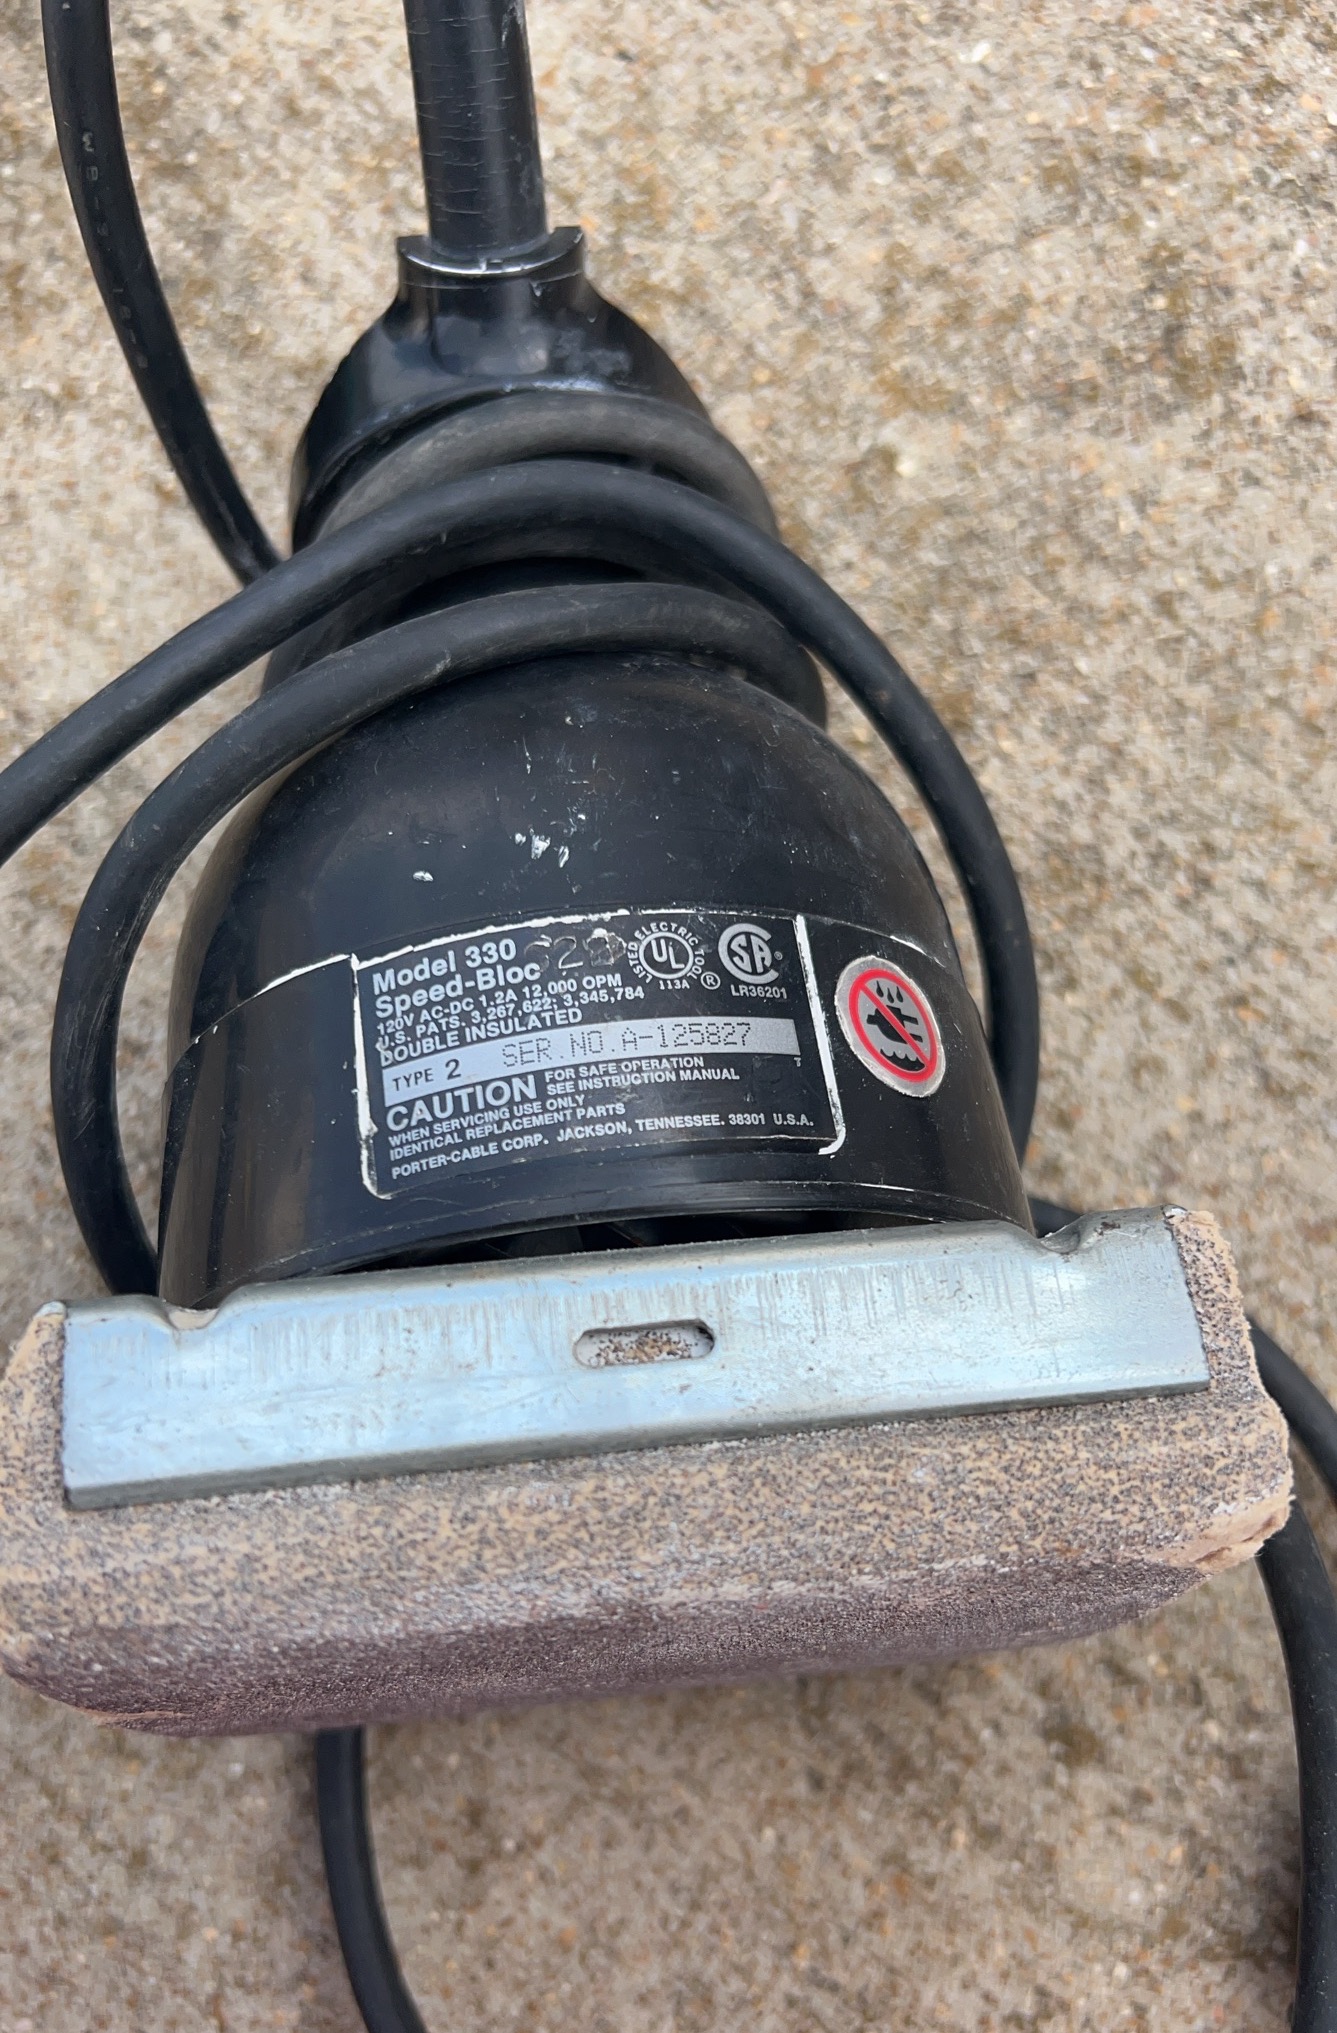 Model 330
Speed-Bloc
120V AC-DC 1.2A 12,000 OPM
U.S. PATS. 3,267,622; 3,345,784
DOUBLE INSULATED
LISTED ELECTRIC TOOL
UL
®
113A
SA
®
LR36201
TYPE 2 SER.NO.A-125827
CAUTION FOR SAFE OPERATION
SEE INSTRUCTION MANUAL
WHEN SERVICING USE ONLY
IDENTICAL REPLACEMENT PARTS
PORTER-CABLE CORP. JACKSON, TENNESSEE. 38301 U.S.A.